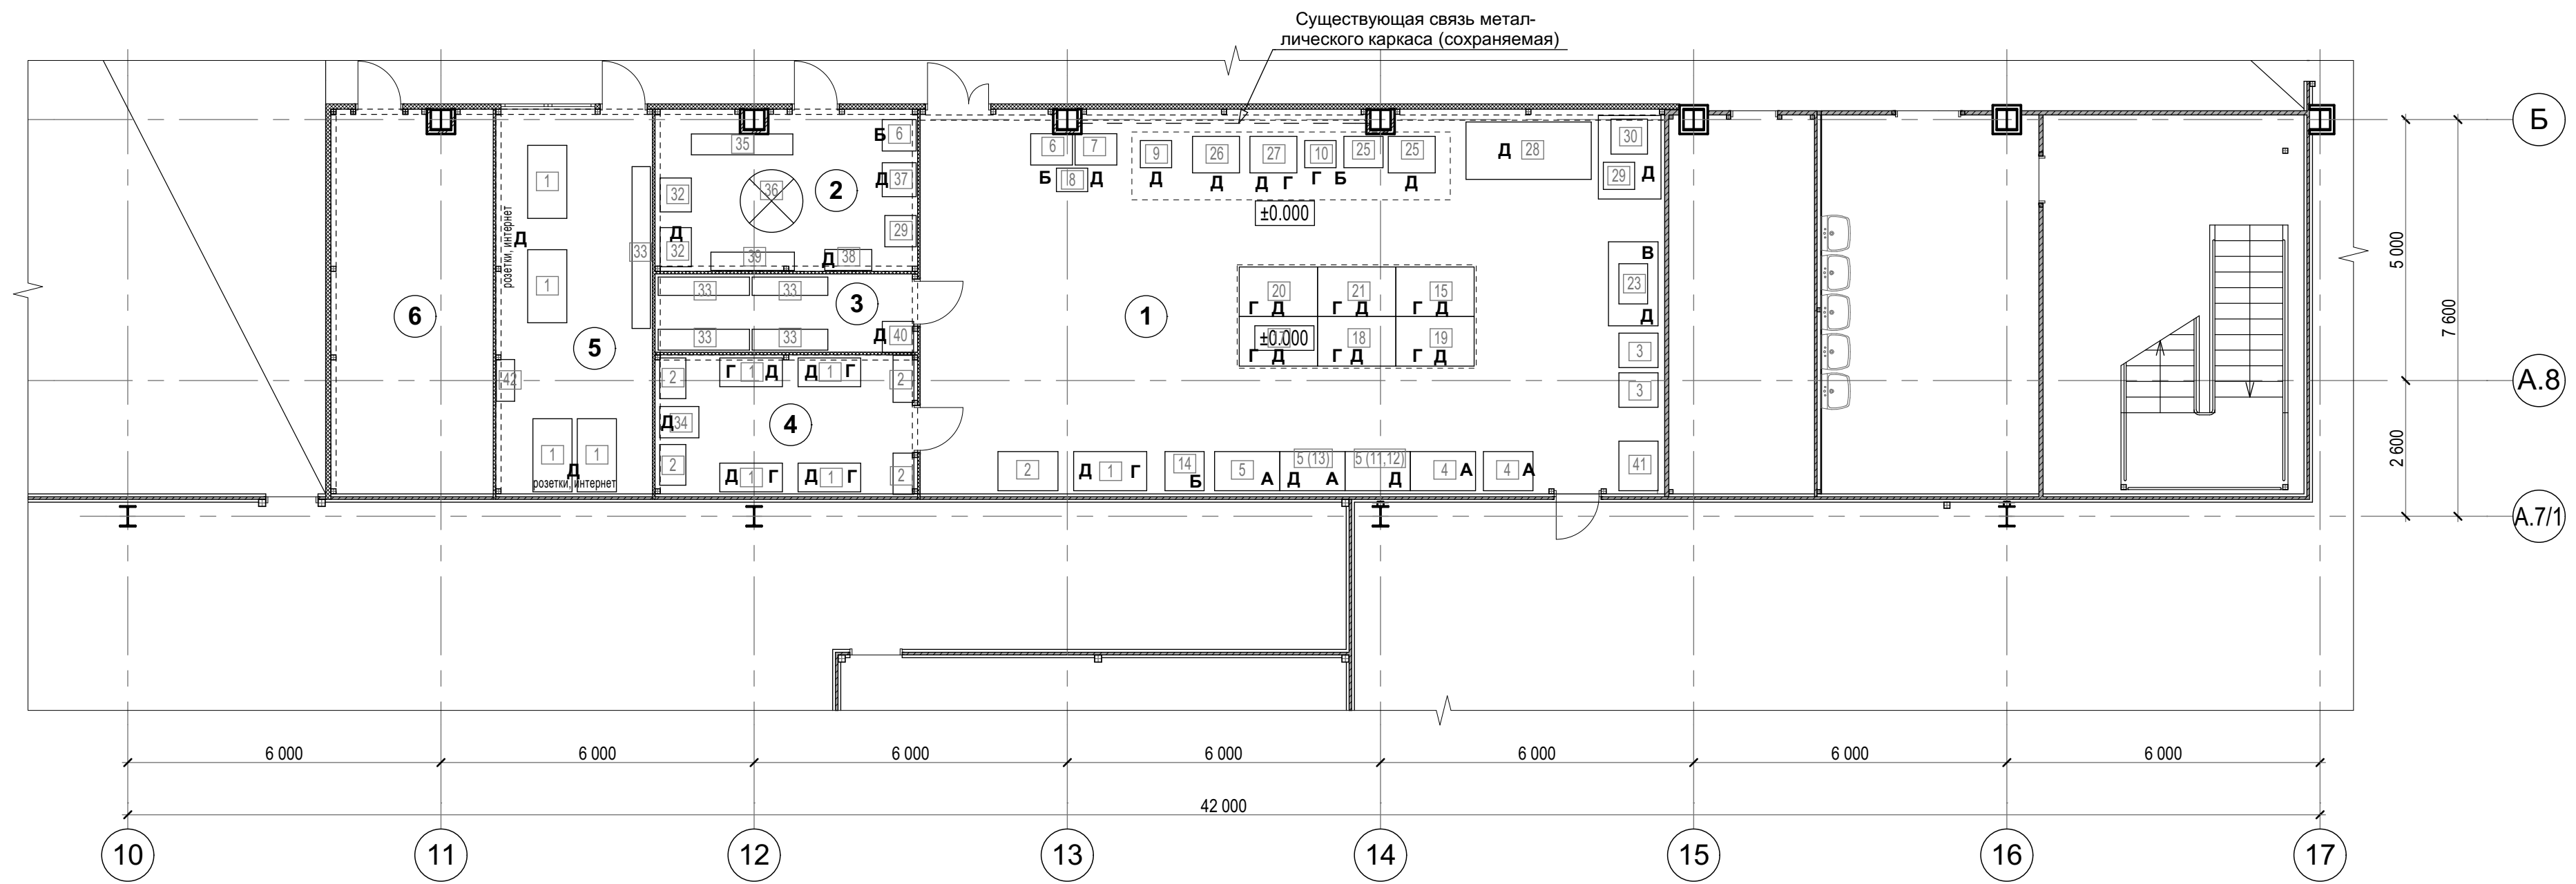 Существующая связь метал-
лического каркаса (сохраняемая)
Б
А.8
А.7/1
5 000
2 600
7 600
6
1
1
розетки, интернет
Д
33
5
42
1
1
Д
розетки, интернет
35
Б 6
32
36
2
Д 37
Д
32
29
39
Д 38
33
33
3
33
33
Д 40
2
Г 1 Д
Д 1 Г
2
Д 34
4
2
Д 1 Г
Д 1 Г
2
6
7
Б 8 Д
9
Д
26
Д
27
Д Г
10
Г Б
25
25
Д
Д 28
30
29 Д
±0.000
1
20
Г Д
21
Г Д
15
Г Д
±0.000
Г Д
18
Г Д
19
Г Д
В
23
Д
3
3
41
2
Д 1 Г
14
Б
5 А
5 (13)
Д А
5 (11,12)
Д
4 А
4 А
6 000
6 000
6 000
6 000
6 000
6 000
6 000
42 000
10
11
12
13
14
15
16
17